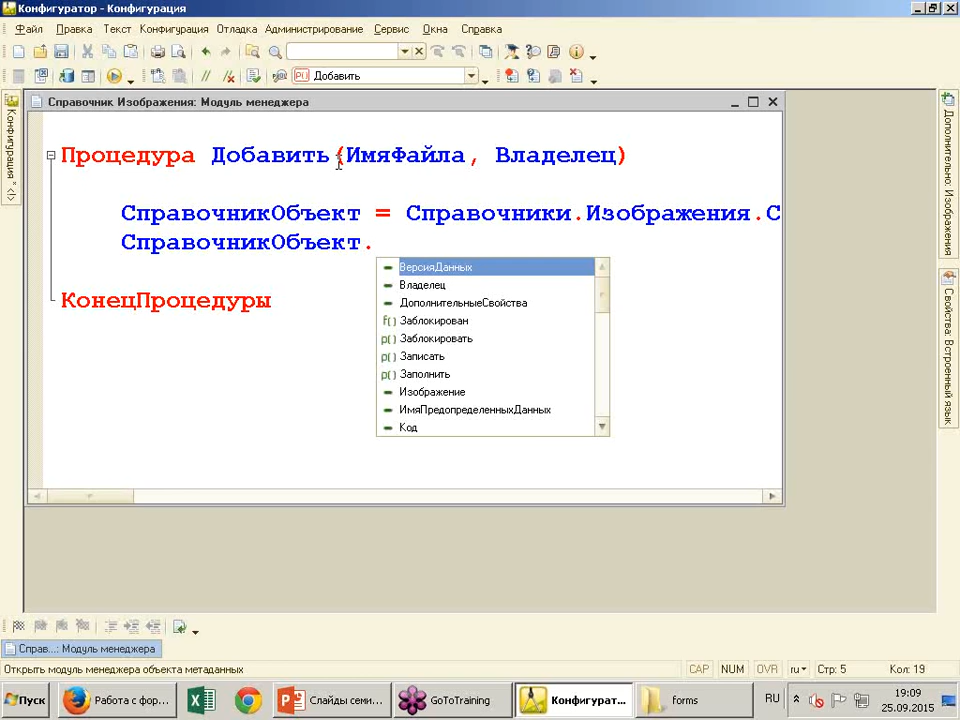 Конфигуратор - Конфигурация
Файл Правка Текст Конфигурация Отладка Администрирование Сервис Окна Справка
Добавить
Справочник Изображения: Модуль менеджера
Процедура Добавить(ИмяФайла, Владелец)
СправочникОбъект = Справочники.Изображения.С
СправочникОбъект.
КонецПроцедуры
ВерсияДанных
Владелец
ДополнительныеСвойства
Заблокирован
Заблокировать
Записать
Заполнить
Изображение
ИмяПредопределенныхДанных
Код
Конфигурация * <!>
Дополнительно: Изображения
Свойства: Встроенный язык
Справ...: Модуль менеджера
Открыть модуль менеджера объекта метаданных
CAP NUM OVR ru Стр: 5 Кол: 19
Пуск Работа с фор... Слайды семи... GoToTraining Конфигурат... forms RU 19:09
25.09.2015